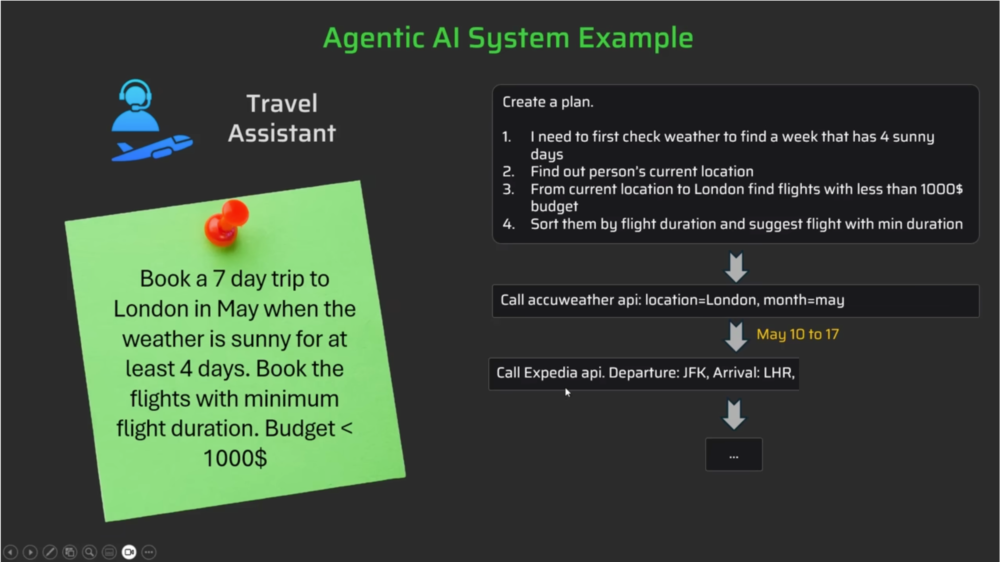 Agentic AI System Example
Travel
Assistant
Book a 7 day trip to
London in May when the
weather is sunny for at
least 4 days. Book the
flights with minimum
flight duration. Budget <
1000$
Create a plan.
1. I need to first check weather to find a week that has 4 sunny
days
2. Find out person's current location
3. From current location to London find flights with less than 1000$
budget
4. Sort them by flight duration and suggest flight with min duration
Call accuweather api: location=London, month=may
May 10 to 17
Call Expedia api. Departure: JFK, Arrival: LHR,
...